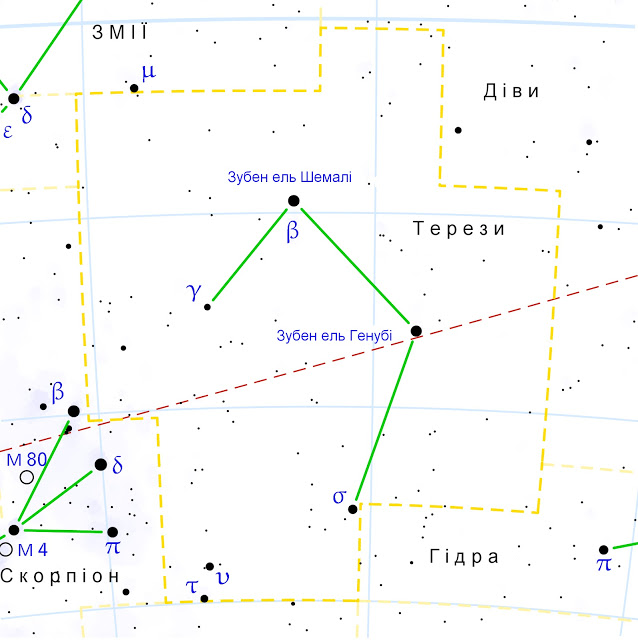 ЗМІЇ
μ
Діви
δ
ε
Зубен ель Шемалі
β
Терези
γ
Зубен ель Генубі
β
M 80
δ
σ
π
M 4
Гідра
π
Скорпіон
υ
τ